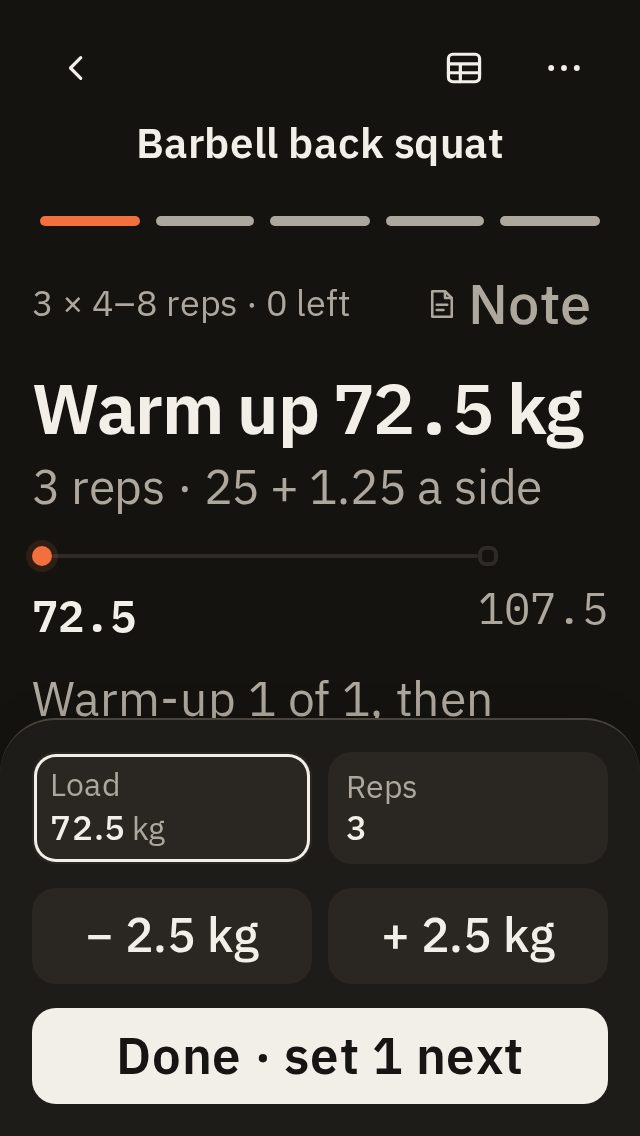 Barbell back squat
3 × 4–8 reps · 0 left
Note
Warm up 72.5 kg
3 reps · 25 + 1.25 a side
72.5
107.5
Warm-up 1 of 1, then
Load
72.5 kg
Reps
3
– 2.5 kg
+ 2.5 kg
Done · set 1 next